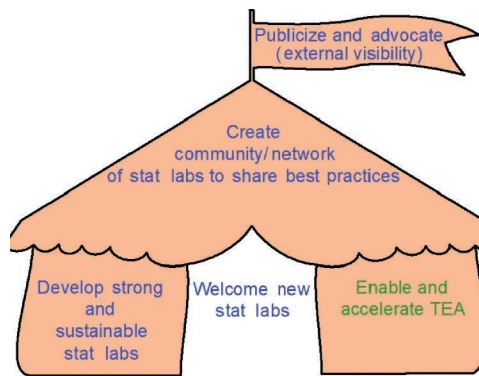 Publicize and advocate
(external visibility)
Create
community/network
of stat labs to share best practices
Develop strong
and
sustainable
stat labs
Welcome new
stat labs
Enable and
accelerate TEA